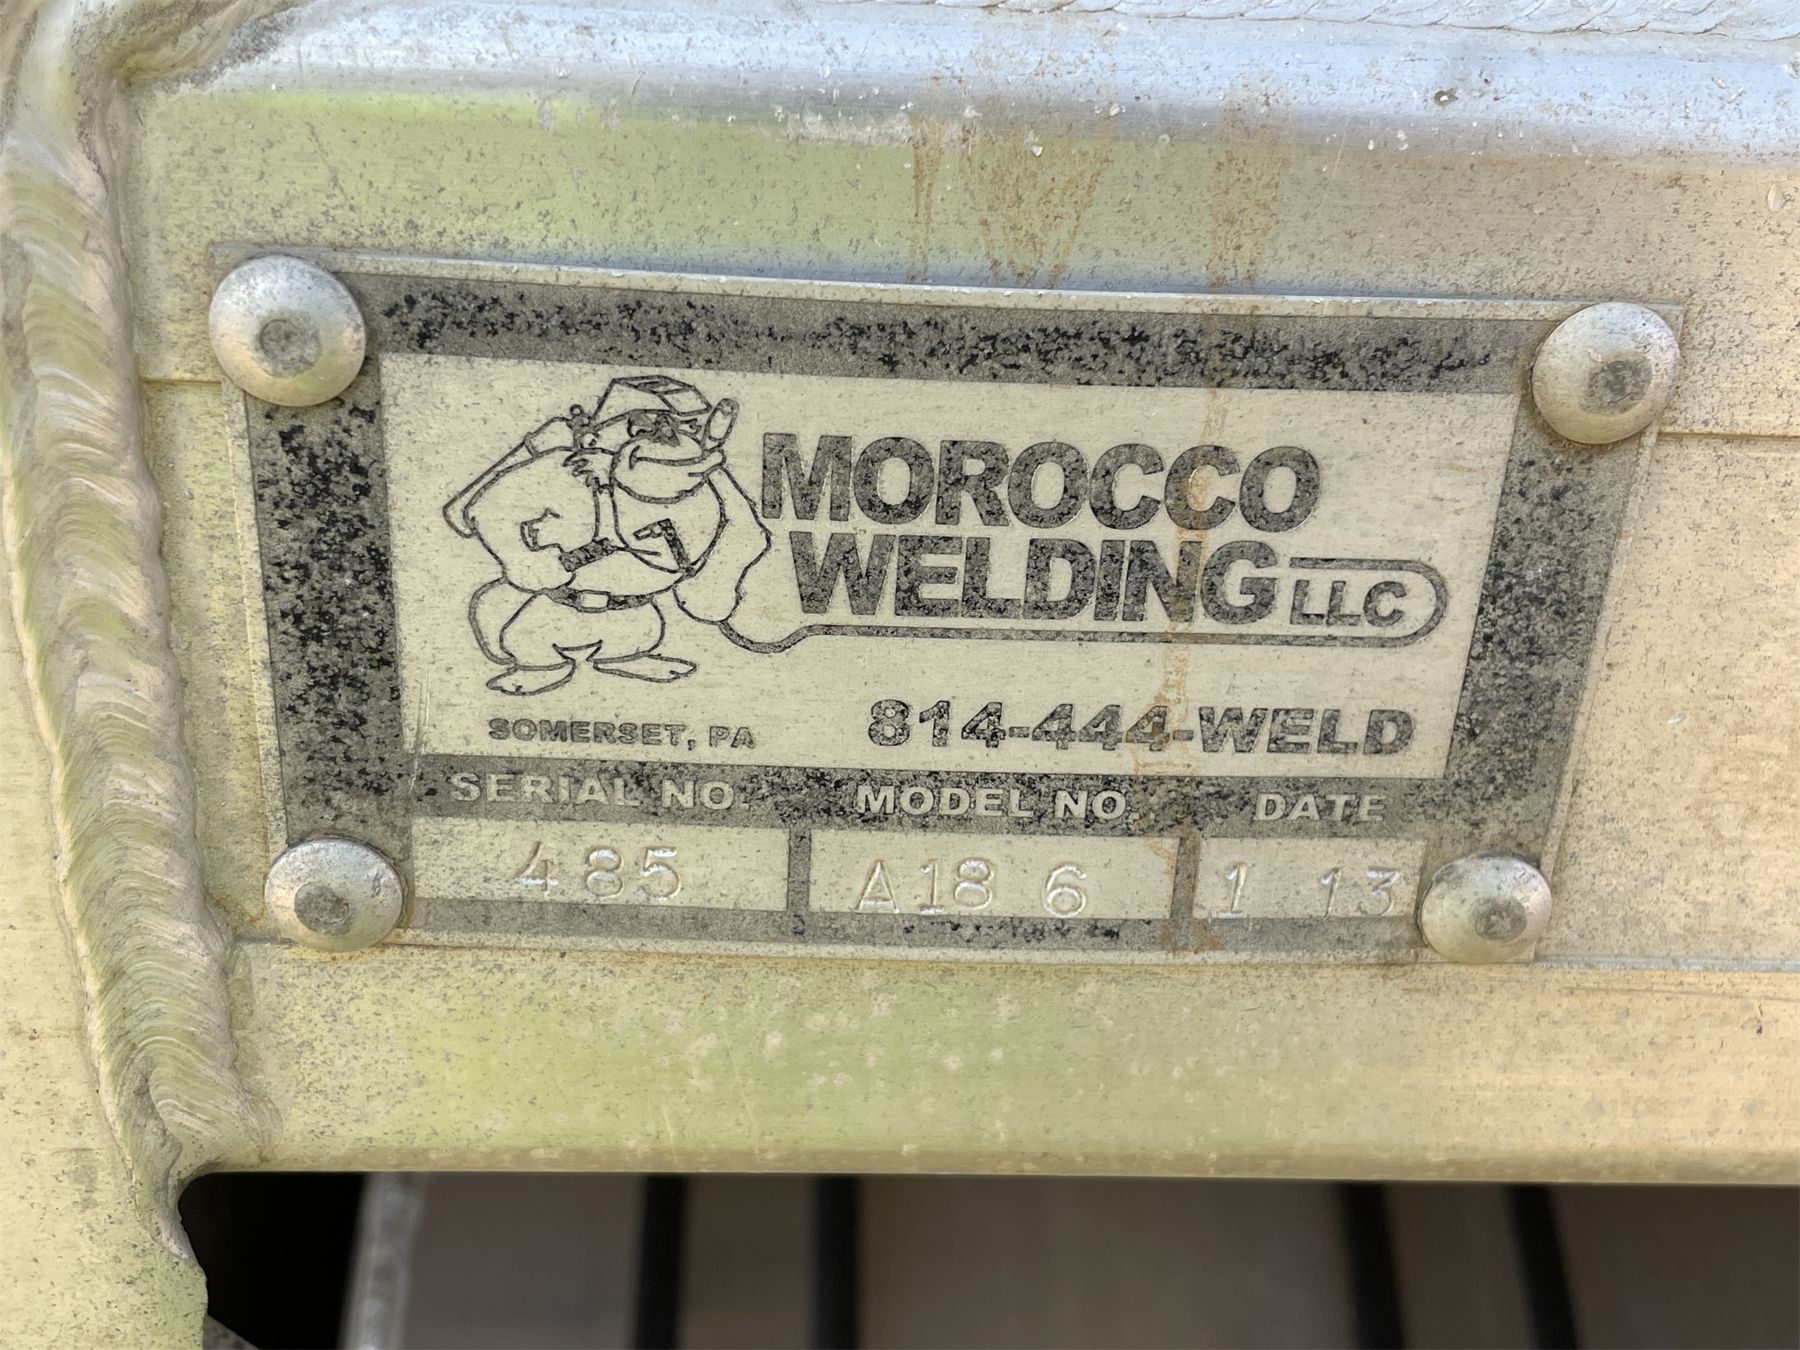 MOROCCO
WELDING LLC
SOMERSET, PA 814-444-WELD
SERIAL NO. MODEL NO. DATE
485 A18 6 1 13